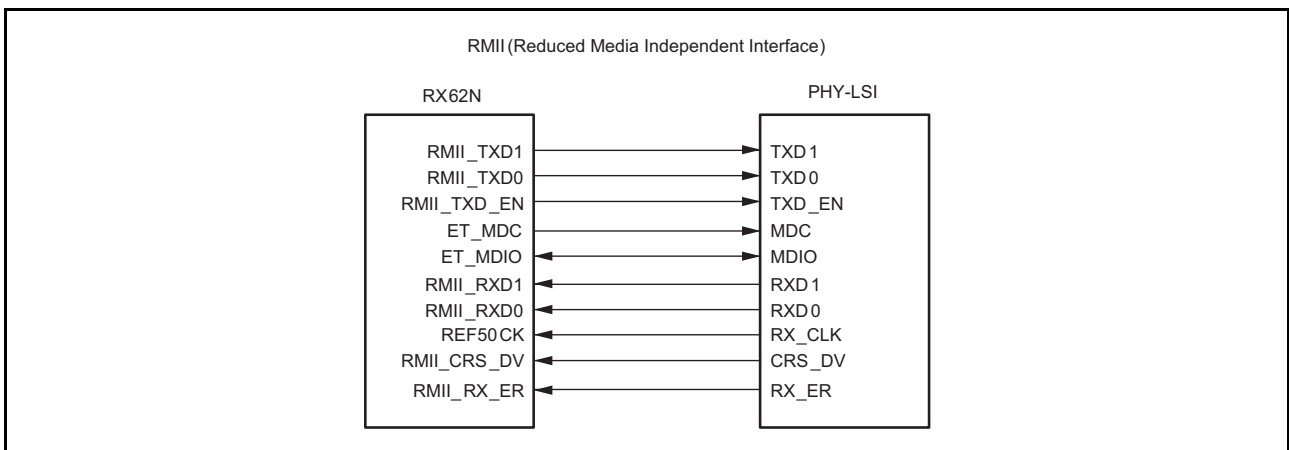 RMII (Reduced Media Independent Interface)
RX62N PHY-LSI
RMII_TXD1 TXD1
RMII_TXD0 TXD0
RMII_TXD_EN TXD_EN
ET_MDC MDC
ET_MDIO MDIO
RMII_RXD1 RXD1
RMII_RXD0 RXD0
REF50CK RX_CLK
RMII_CRS_DV CRS_DV
RMII_RX_ER RX_ER